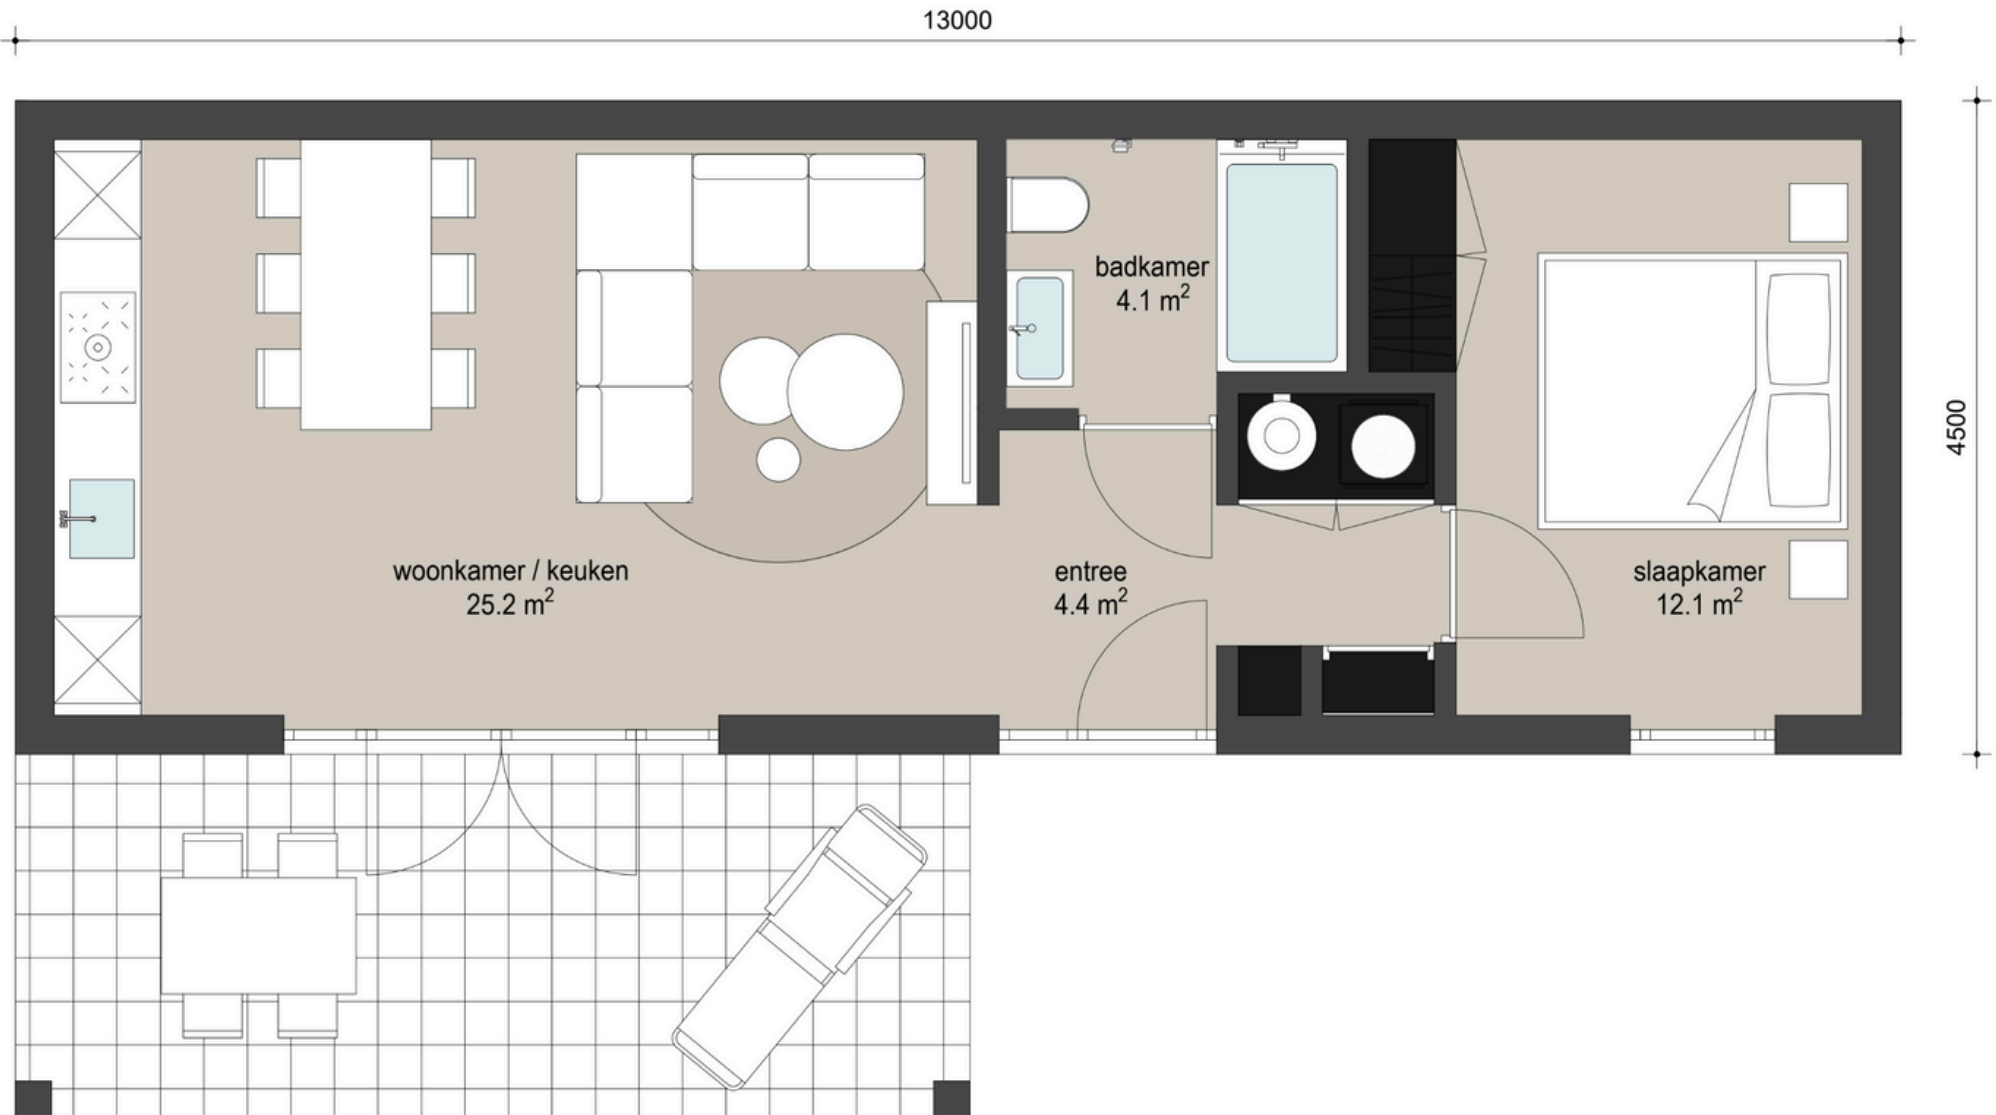 13000
badkamer
4.1 m²
4500
woonkamer / keuken
25.2 m²
entree
4.4 m²
slaapkamer
12.1 m²